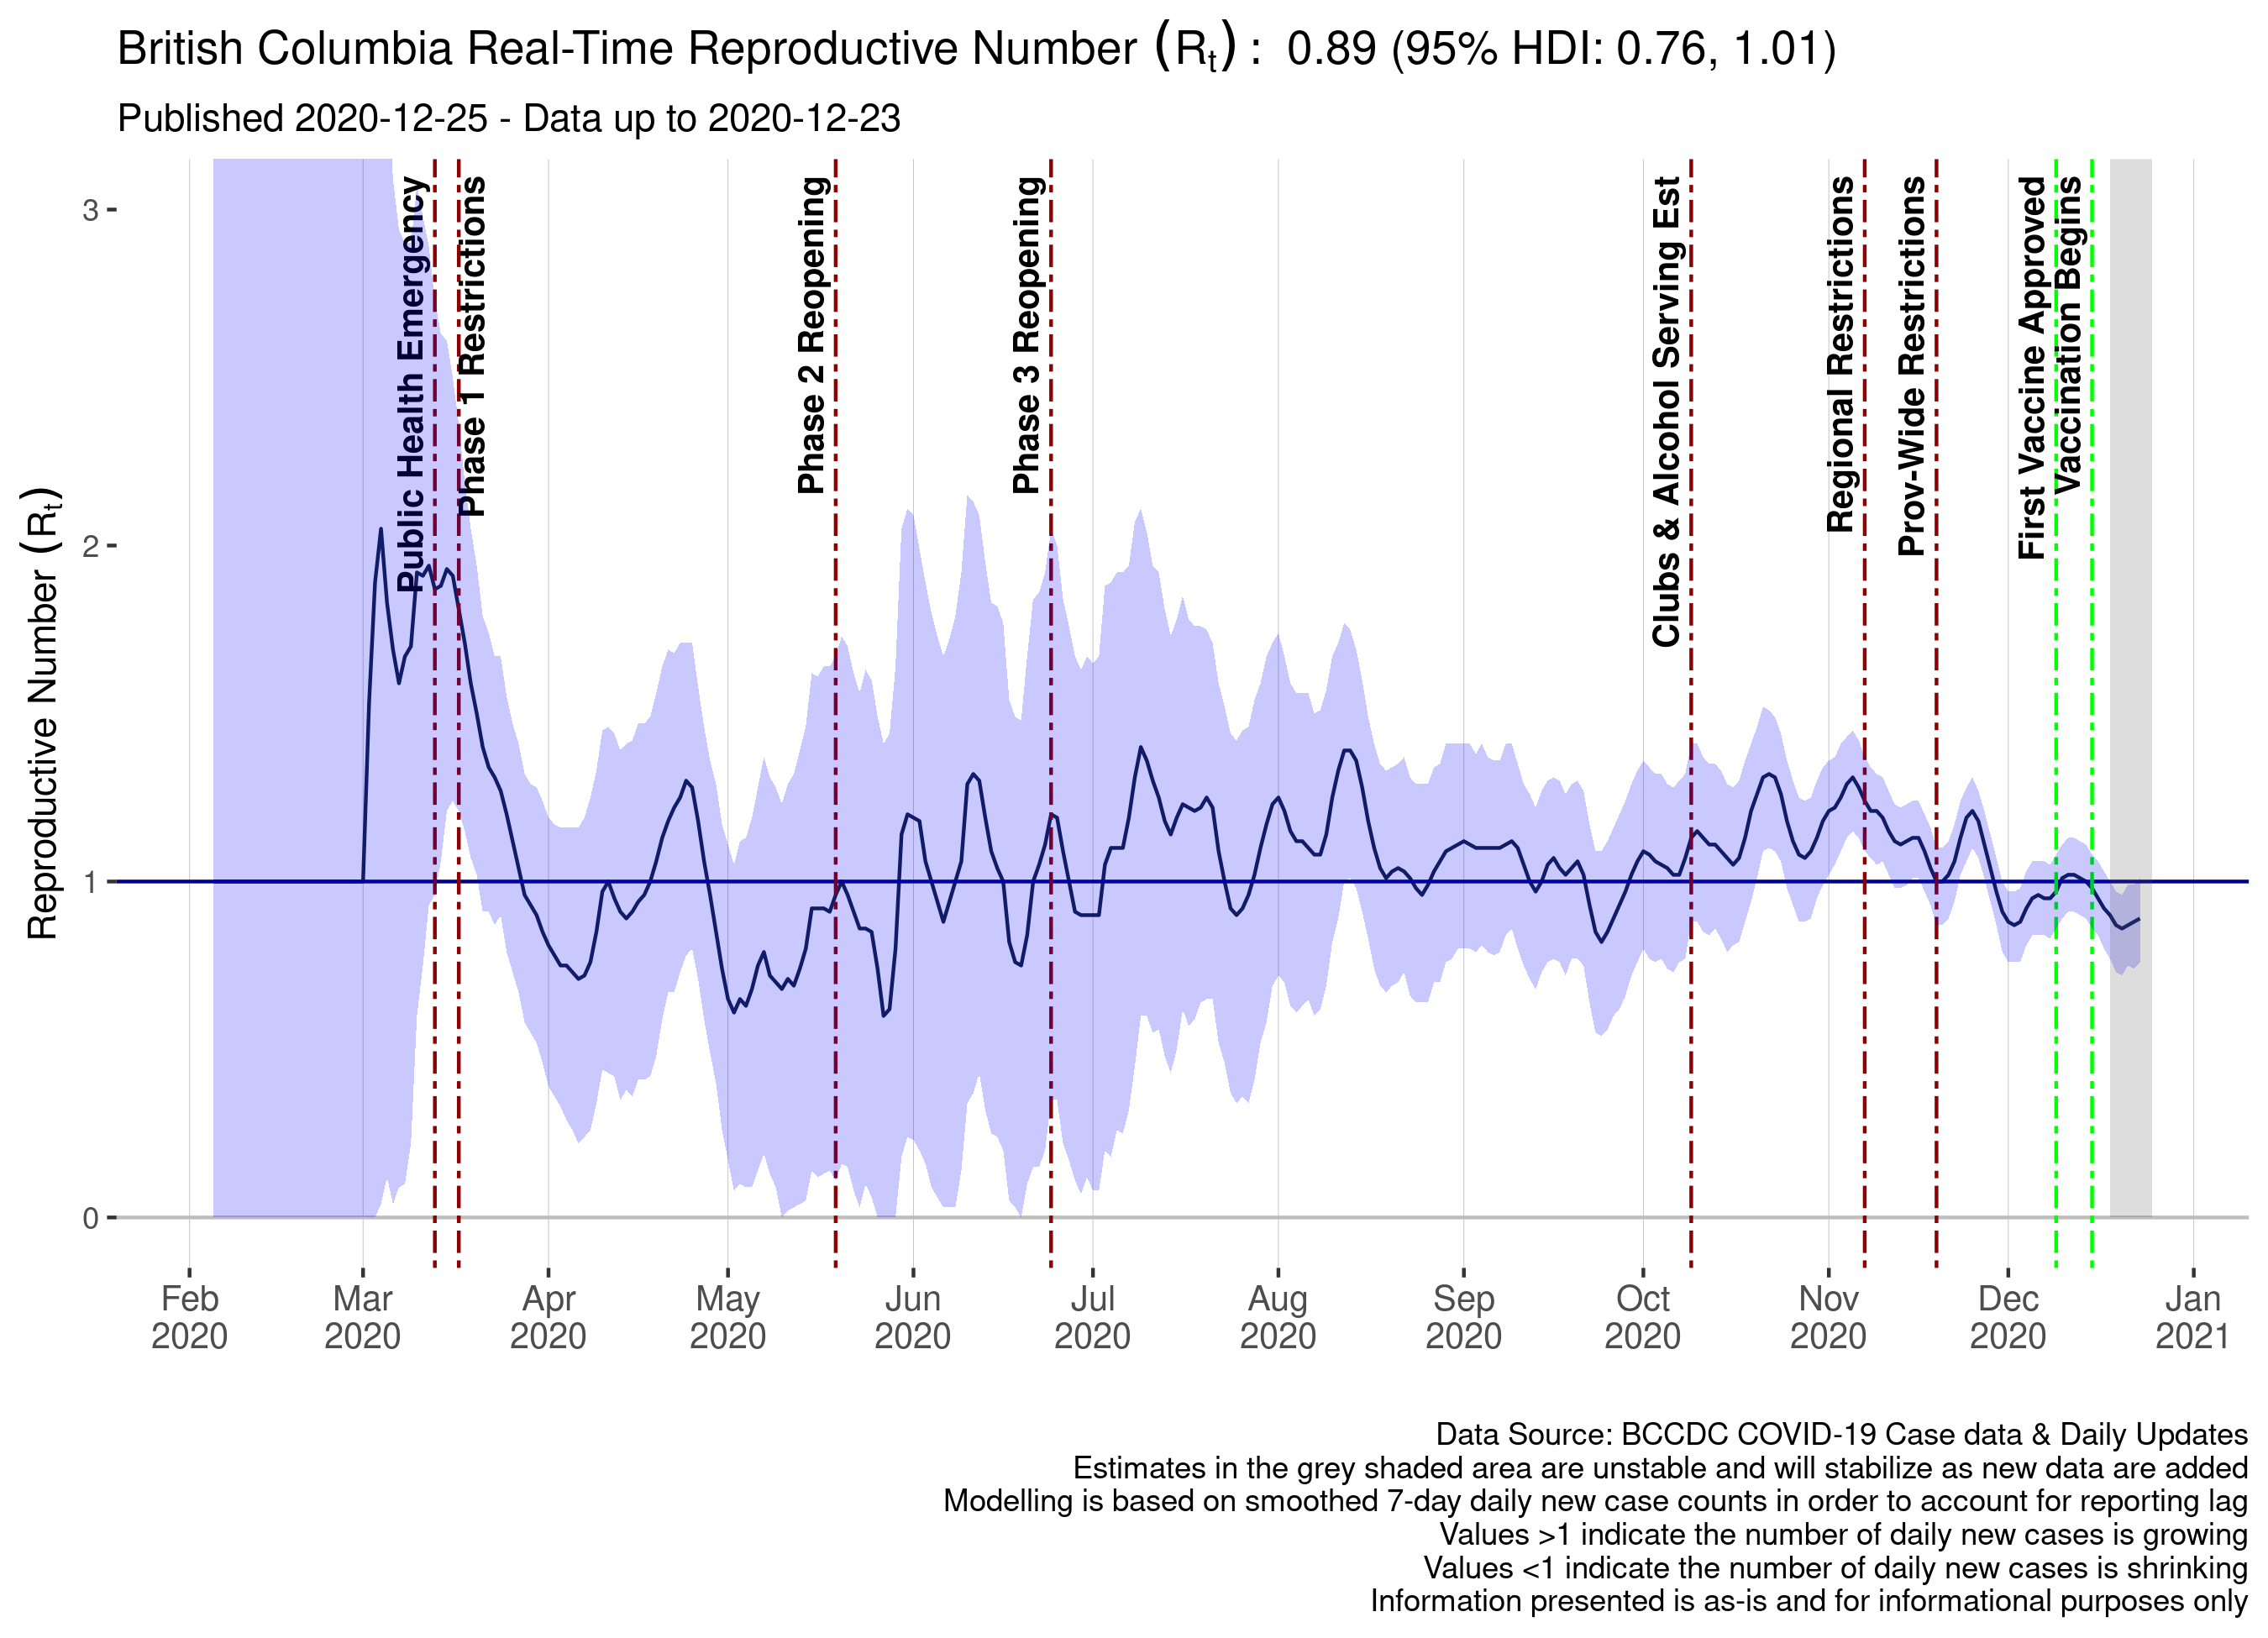 British Columbia Real-Time Reproductive Number (Rt) : 0.89 (95% HDI: 0.76, 1.01)
Published 2020-12-25 - Data up to 2020-12-23
Reproductive Number (Rt)
3
2
1
0
Public Health Emergency
Phase 1 Restrictions
Phase 2 Reopening
Phase 3 Reopening
Clubs & Alcohol Serving Est
Regional Restrictions
Prov-Wide Restrictions
First Vaccine Approved
Vaccination Begins
Feb Mar Apr May Jun Jul Aug Sep Oct Nov Dec Jan
2020 2020 2020 2020 2020 2020 2020 2020 2020 2020 2020 2021
Data Source: BCCDC COVID-19 Case data & Daily Updates
Estimates in the grey shaded area are unstable and will stabilize as new data are added
Modelling is based on smoothed 7-day daily new case counts in order to account for reporting lag
Values >1 indicate the number of daily new cases is growing
Values <1 indicate the number of daily new cases is shrinking
Information presented is as-is and for informational purposes only